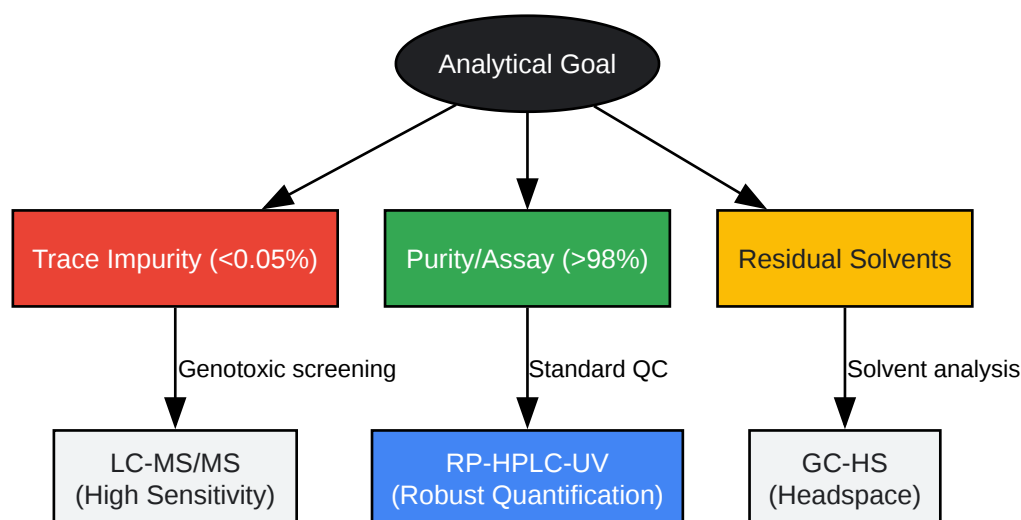 Analytical Goal
Trace Impurity (<0.05%)
Purity/Assay (>98%)
Residual Solvents
Genotoxic screening
Standard QC
Solvent analysis
LC-MS/MS
(High Sensitivity)
RP-HPLC-UV
(Robust Quantification)
GC-HS
(Headspace)